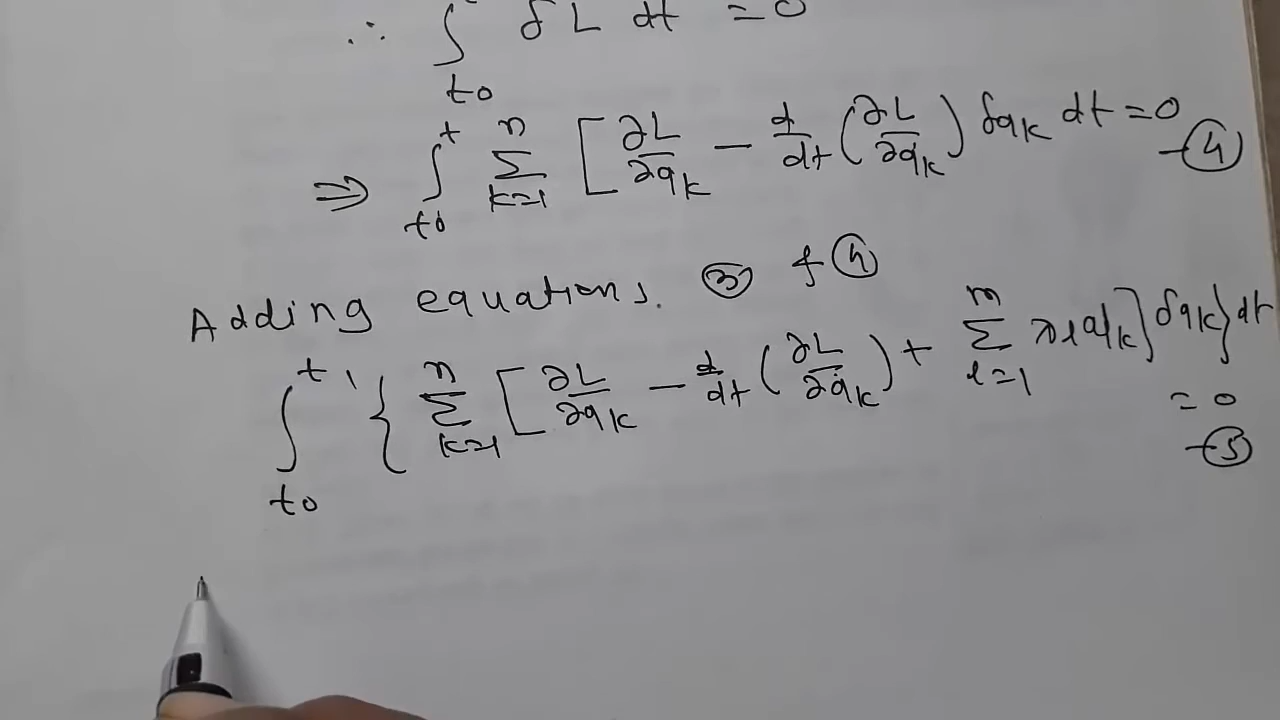 ∴ ∫ δL dt = 0
t0
⇒ ∫_{t0}^{t} Σ_{k=1}^{n} [ ∂L/∂q_k − d/dt (∂L/∂q̇_k) δq_k dt = 0 —④
Adding equations. ③ & ④
∫_{t0}^{t1} { Σ_{k=1}^{n} [ ∂L/∂q_k − d/dt (∂L/∂q̇_k) + Σ_{l=1}^{m} λ_l a_{lk} ] δq_k } dt
= 0
—⑤